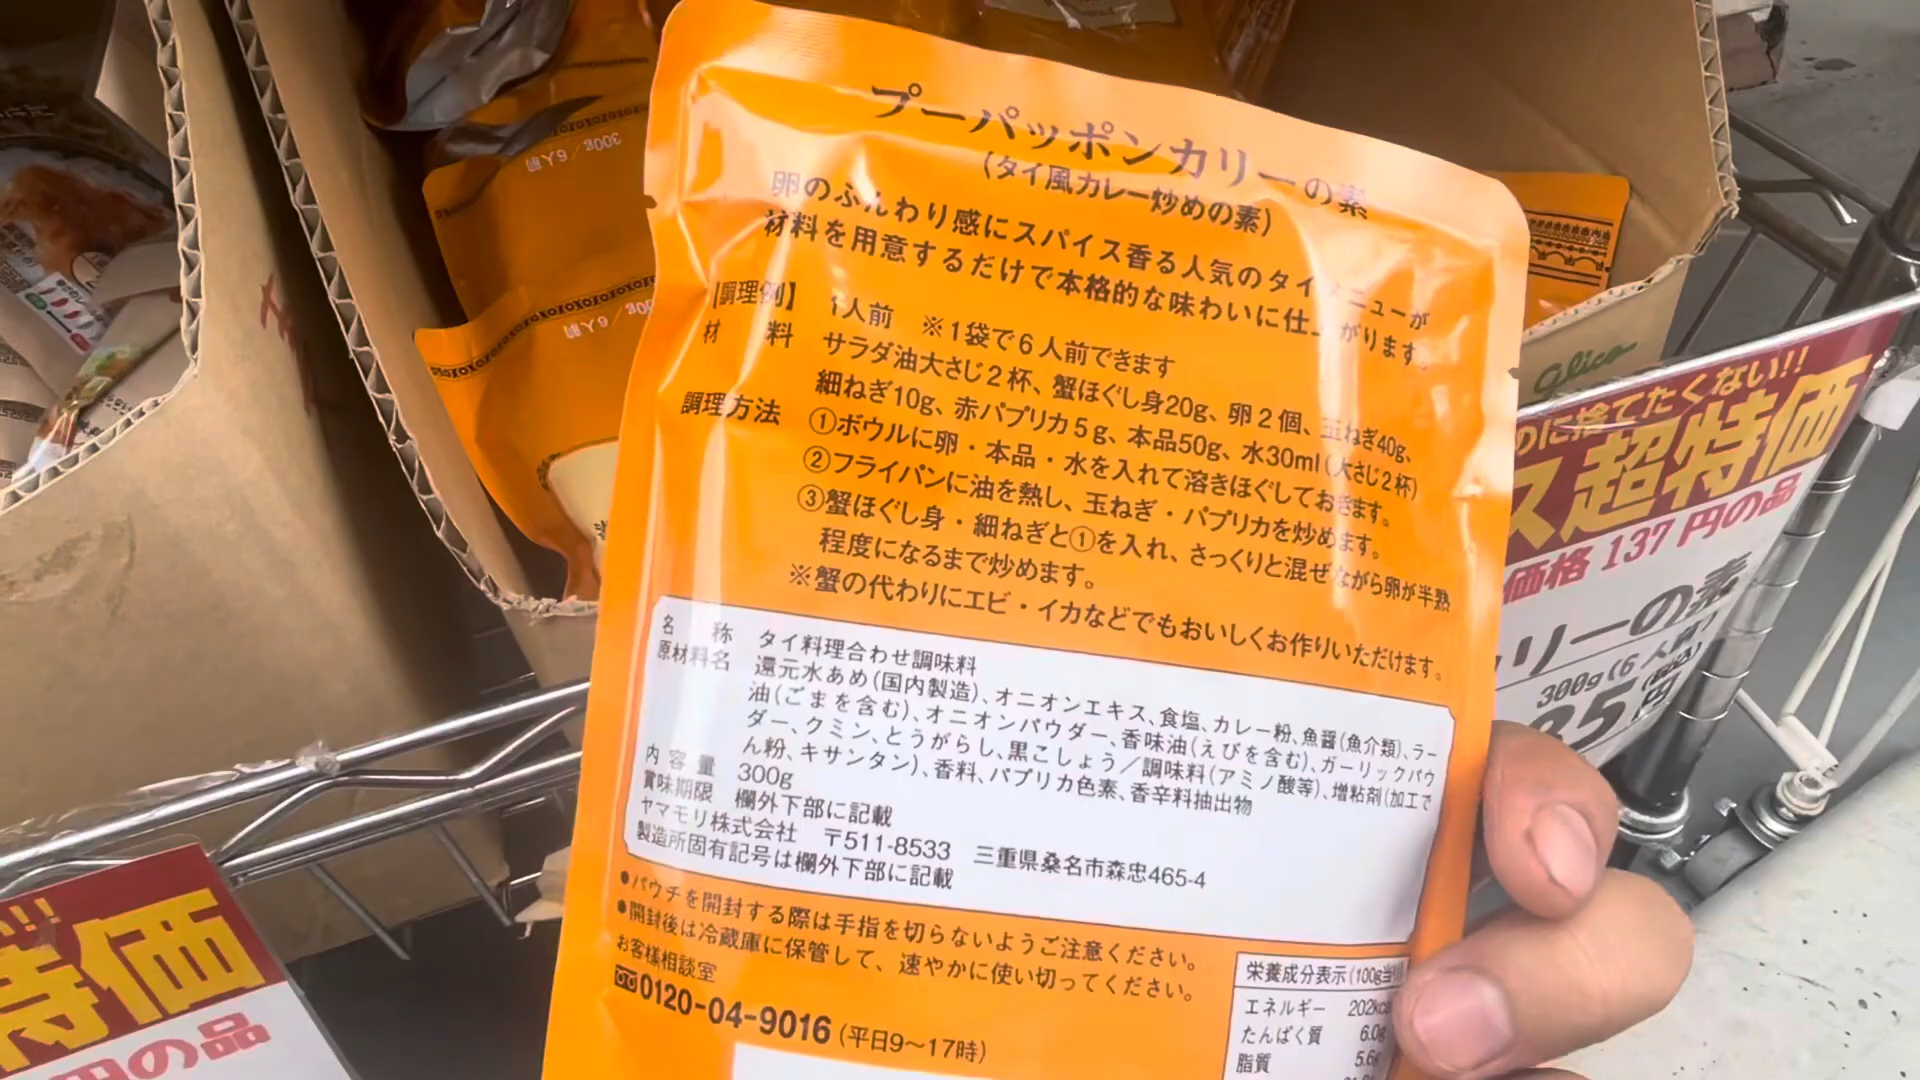 プーパッポンカリーの素
(タイ風カレー炒めの素)
卵のふんわり感にスパイス香る人気のタイメニューが
材料を用意するだけで本格的な味わいに仕上がります。
【調理例】 1人前 ※1袋で6人前できます
材料 サラダ油大さじ2杯、蟹ほぐし身20g、卵2個、玉ねぎ40g、
細ねぎ10g、赤パプリカ5g、本品50g、水30ml(大さじ2杯)
調理方法 ①ボウルに卵・本品・水を入れて溶きほぐしておきます。
②フライパンに油を熱し、玉ねぎ・パプリカを炒めます。
③蟹ほぐし身・細ねぎと①を入れ、さっくりと混ぜながら卵が半熟
程度になるまで炒めます。
※蟹の代わりにエビ・イカなどでもおいしくお作りいただけます。
名称 タイ料理合わせ調味料
原材料名 還元水あめ(国内製造)、オニオンエキス、食塩、カレー粉、魚醤(魚介類)、ラー
油(ごまを含む)、オニオンパウダー、香味油(えびを含む)、ガーリックパウ
ダー、クミン、とうがらし、黒こしょう/調味料(アミノ酸等)、増粘剤(加工で
ん粉、キサンタン)、香料、パプリカ色素、香辛料抽出物
内容量 300g
賞味期限 欄外下部に記載
ヤマモリ株式会社 〒511-8533 三重県桑名市森忠465-4
製造所固有記号は欄外下部に記載
●パウチを開封する際は手指を切らないようご注意ください。
●開封後は冷蔵庫に保管して、速やかに使い切ってください。
お客様相談室
0120-04-9016 (平日9〜17時)
栄養成分表示(100g当
エネルギー 202kc
たんぱく質 6.0g
脂質 5.6
300g / 6人前
Glico
のに捨てたくない!!
ス超特価
価格 137円の品
リーの素
300g(6人前)
85円
特価
円の品